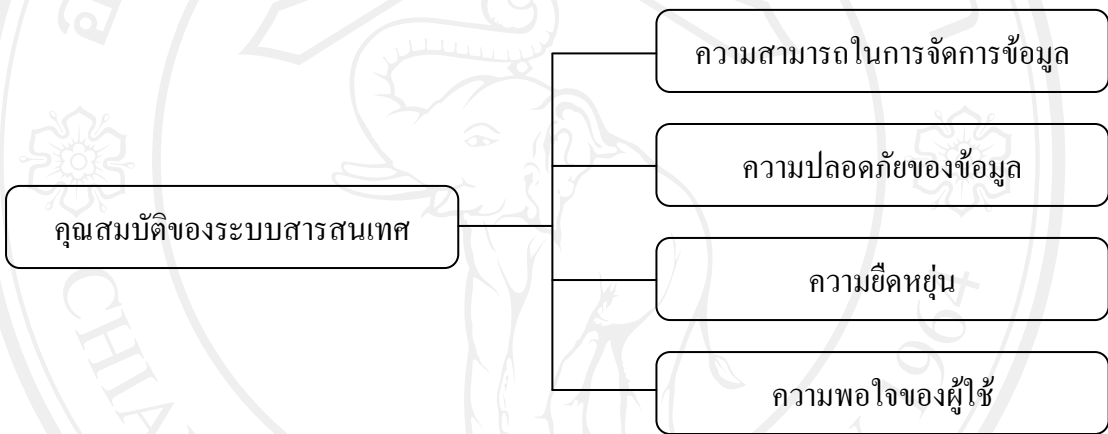 ความสามารถในการจัดการข้อมูล
ความปลอดภัยของข้อมูล
คุณสมบัติของระบบสารสนเทศ
ความยืดหยุ่น
ความพอใจของผู้ใช้
CHIA
1964